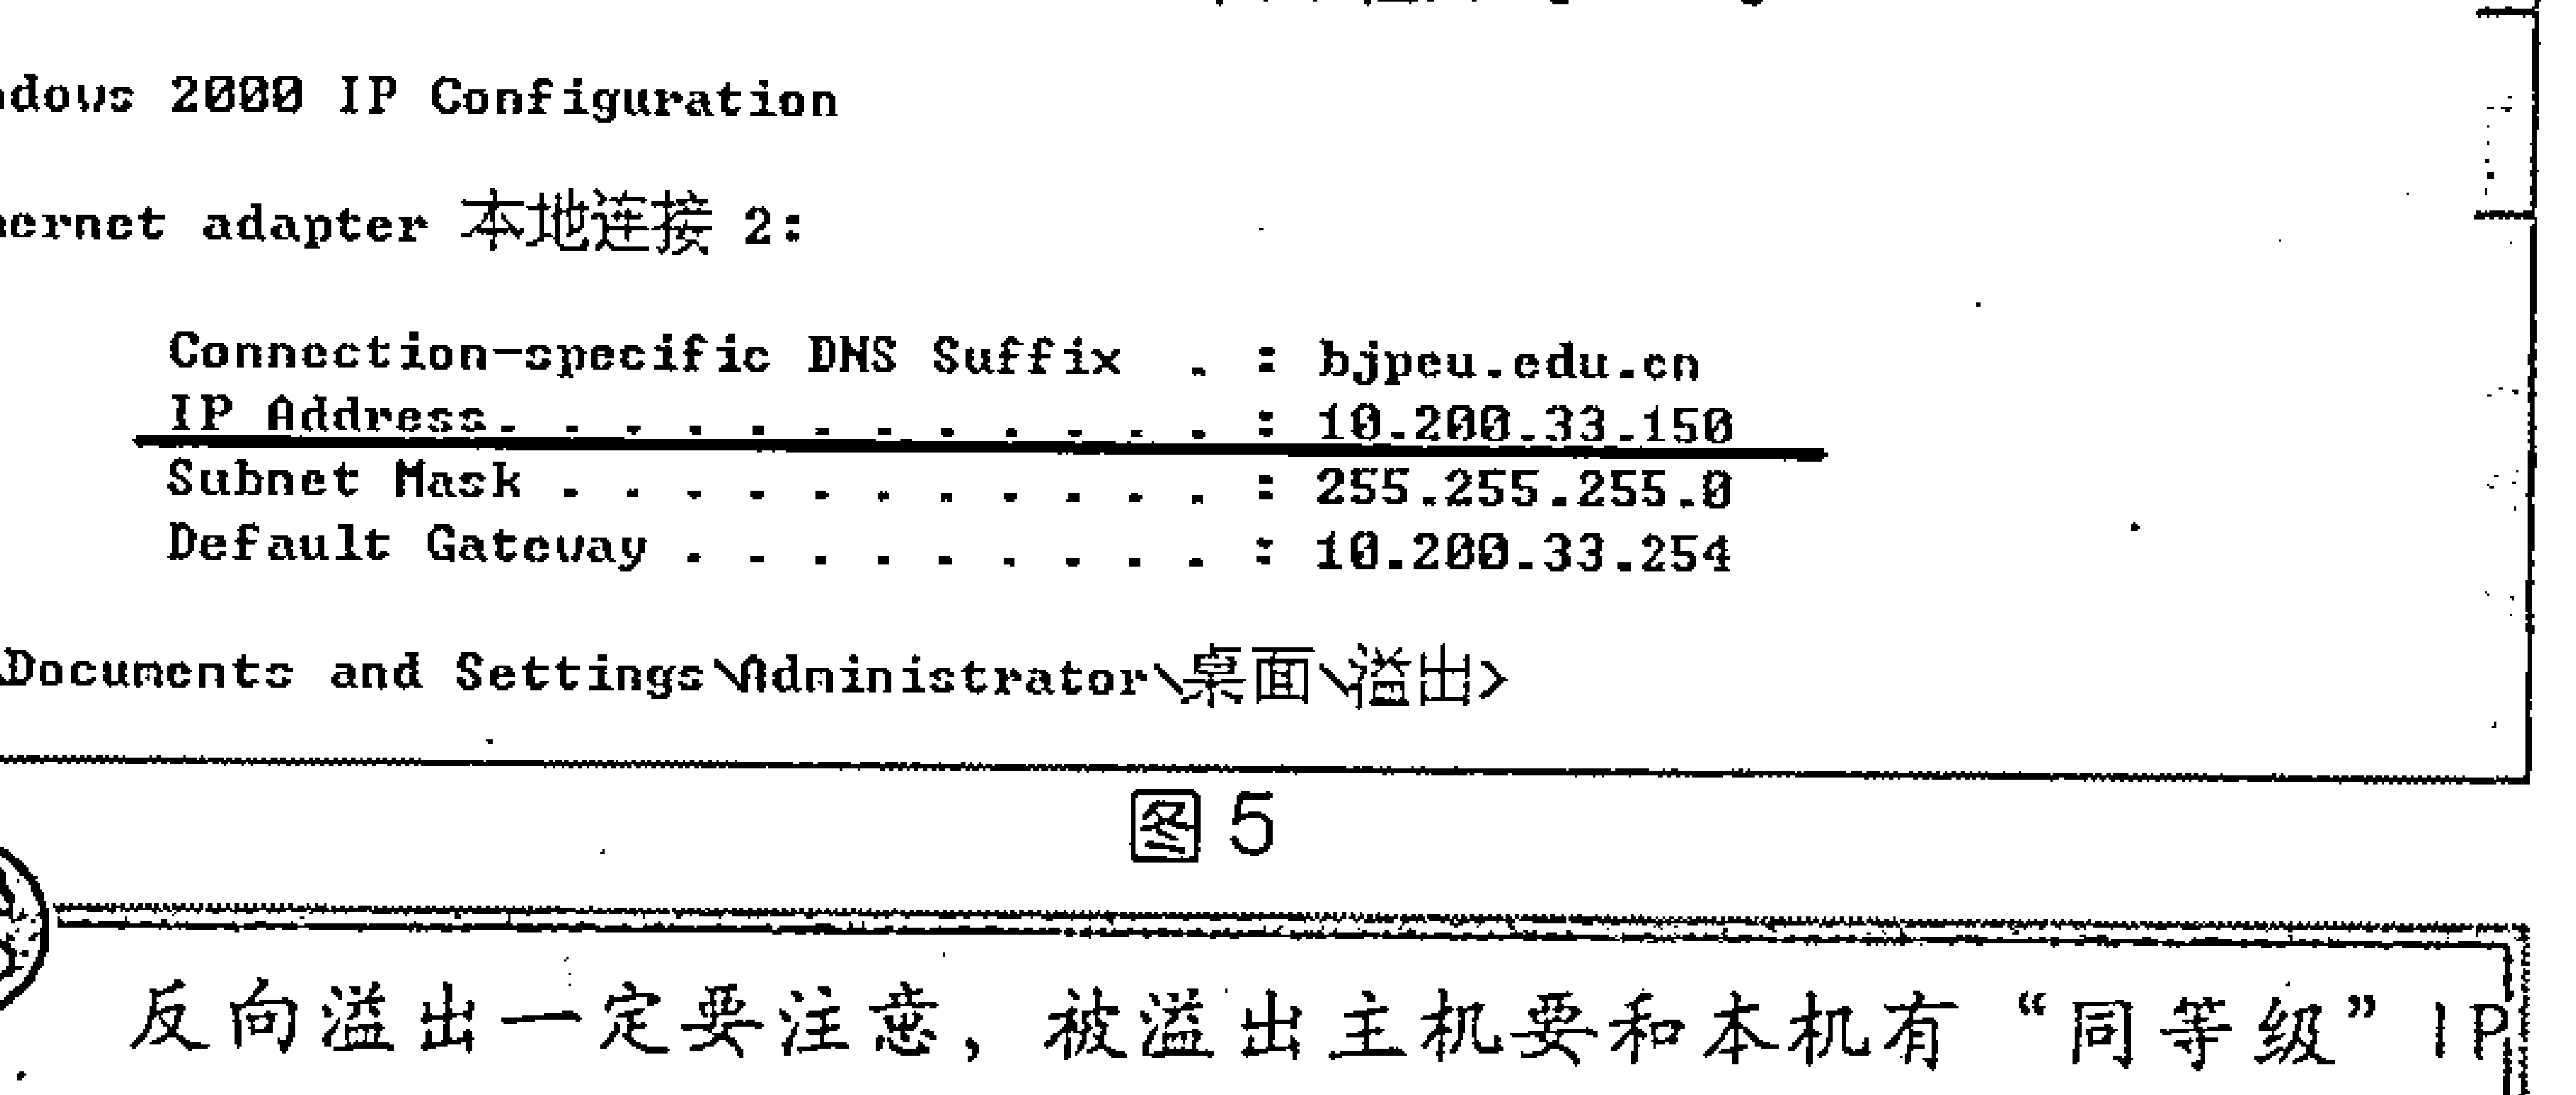 ndows 2000 IP Configuration
ernet adapter 本地连接 2:
Connection-specific DNS Suffix . : bjpeu.edu.cn
IP Address. . . . . . . . . . . . : 10.200.33.150
Subnet Mask . . . . . . . . . . . : 255.255.255.0
Default Gateway . . . . . . . . . : 10.200.33.254
\Documents and Settings\Administrator\桌面\溢出>
图 5
反向溢出一定要注意，被溢出主机要和本机有“同等级”IP